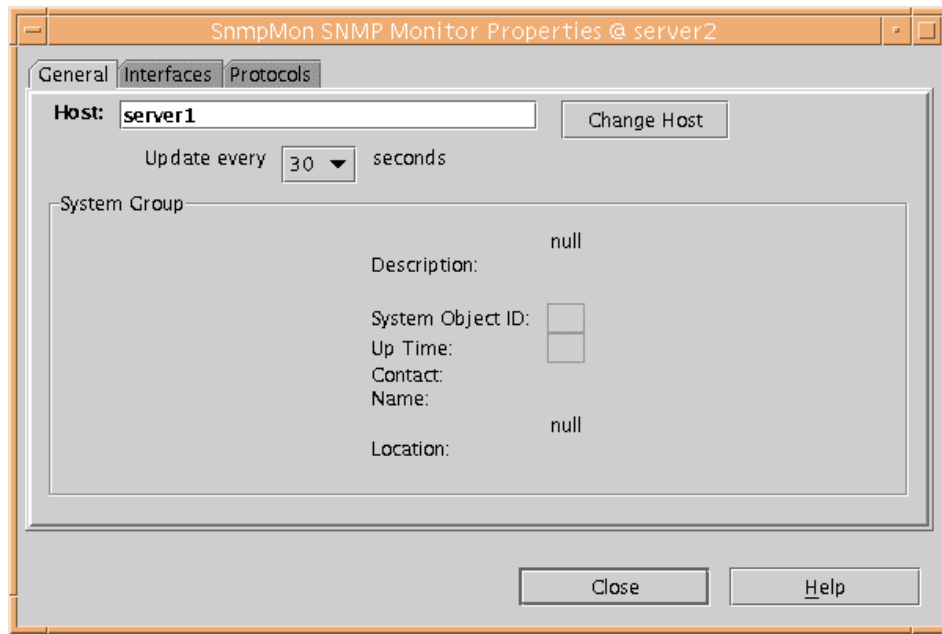 SnmpMon SNMP Monitor Properties @ server2
General Interfaces Protocols
Host: server1 Change Host
Update every 30 seconds
System Group
null
Description:
System Object ID:
Up Time:
Contact:
Name:
null
Location:
Close Help